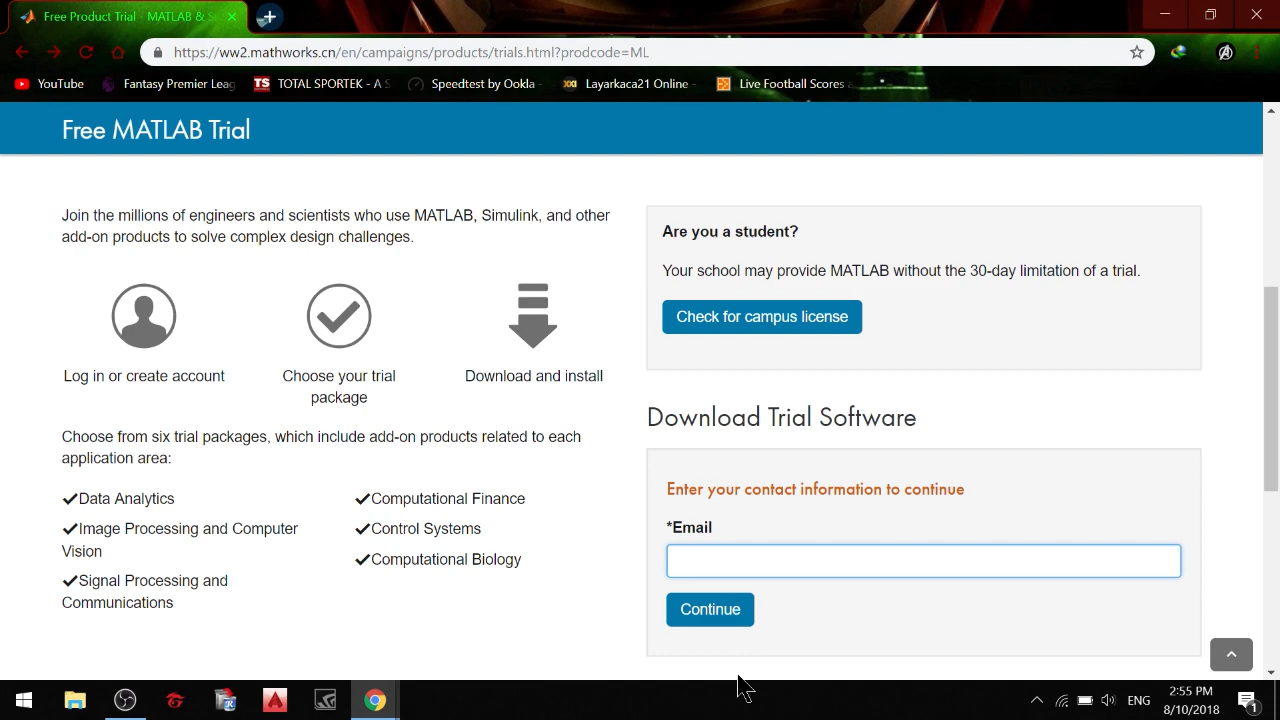 Free Product Trial - MATLAB & S
https://ww2.mathworks.cn/en/campaigns/products/trials.html?prodcode=ML
YouTube
Fantasy Premier Leag
TS TOTAL SPORTEK - A S
Speedtest by Ookla -
XXI Layarkaca21 Online -
Live Football Scores a
Free MATLAB Trial
Join the millions of engineers and scientists who use MATLAB, Simulink, and other
add-on products to solve complex design challenges.
Log in or create account
Choose your trial
package
Download and install
Choose from six trial packages, which include add-on products related to each
application area:
Data Analytics
Image Processing and Computer
Vision
Signal Processing and
Communications
Computational Finance
Control Systems
Computational Biology
Are you a student?
Your school may provide MATLAB without the 30-day limitation of a trial.
Check for campus license
Download Trial Software
Enter your contact information to continue
*Email
Continue
ENG
2:55 PM
8/10/2018
1